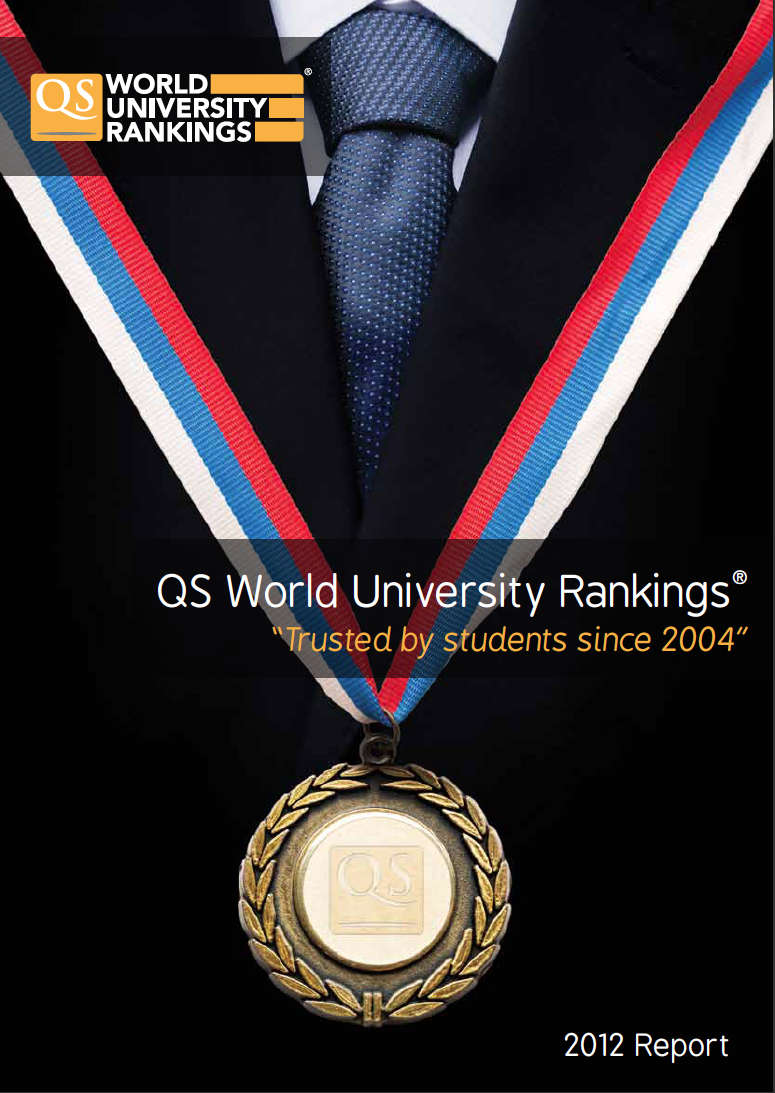 QS WORLD
UNIVERSITY
RANKINGS®
QS World University Rankings®
“Trusted by students since 2004”
QS
2012 Report